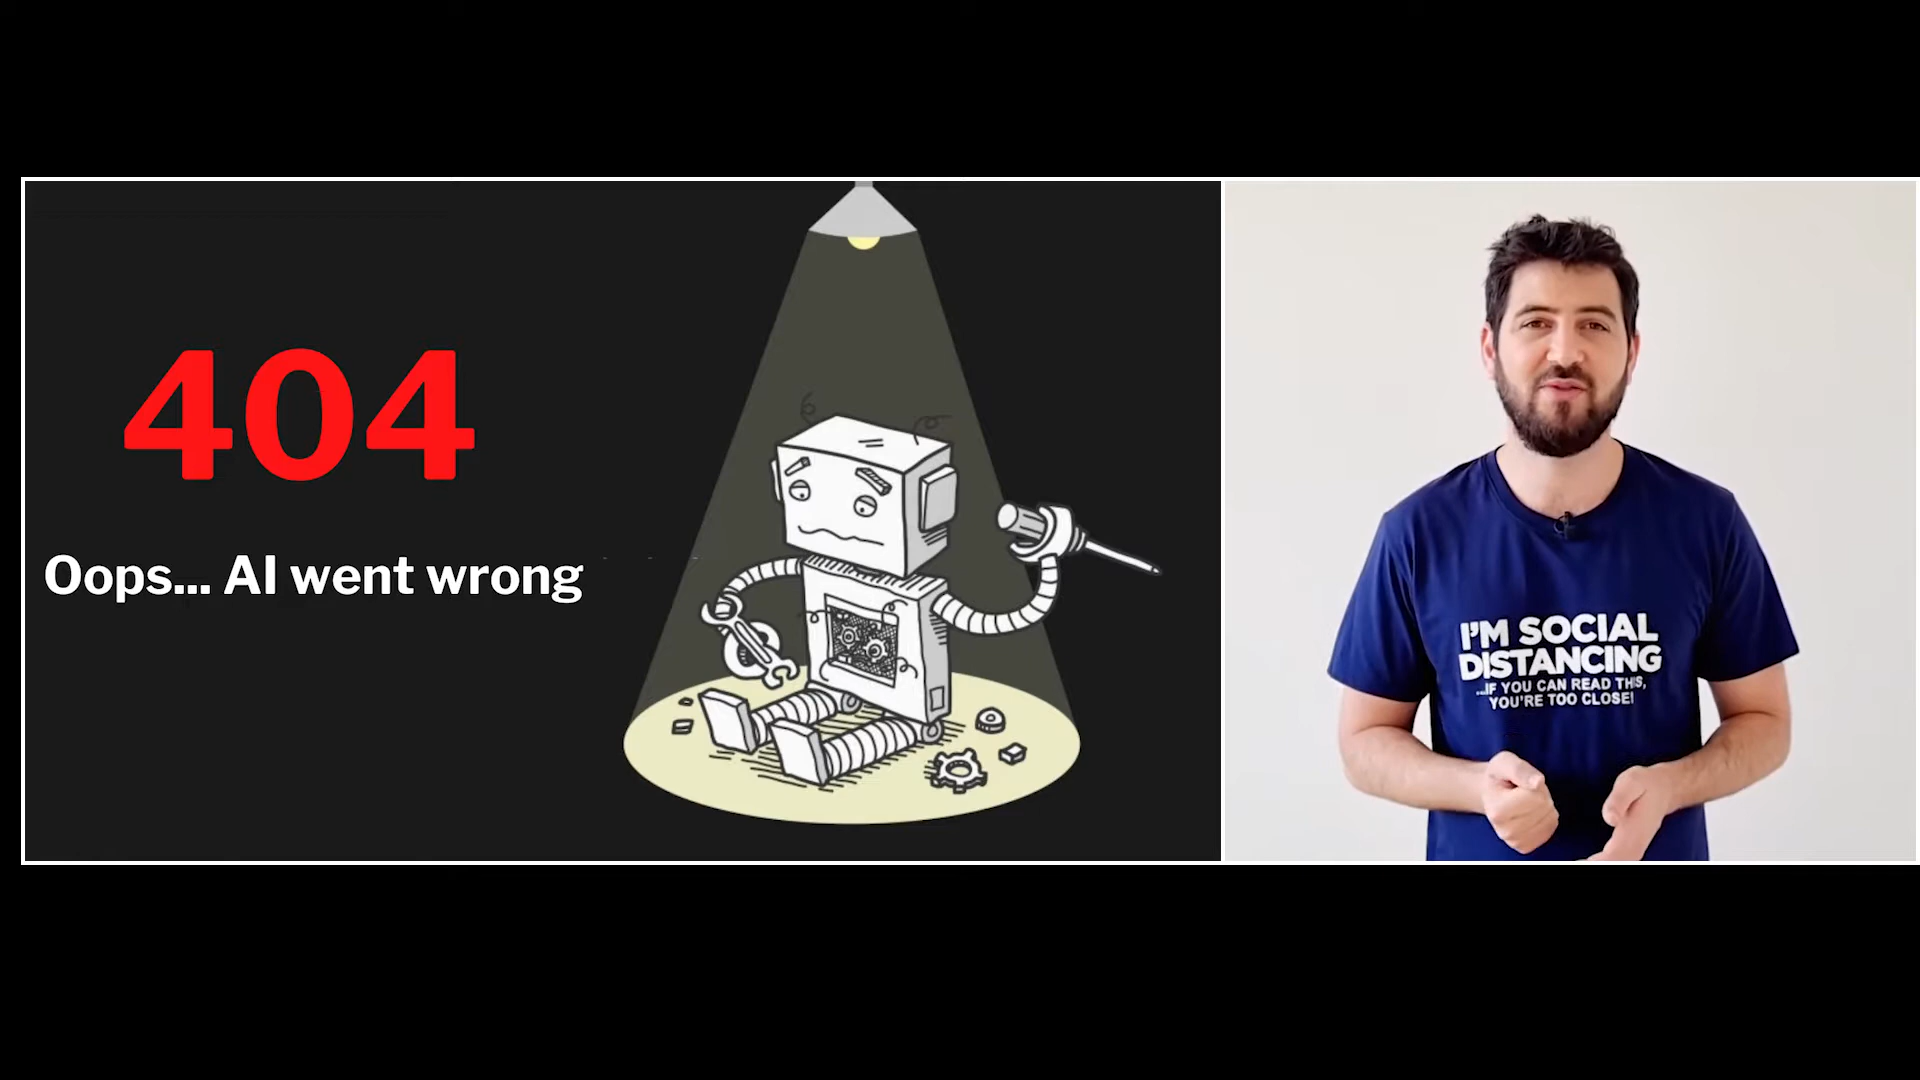 404
Oops... AI went wrong
I'M SOCIAL
DISTANCING
...IF YOU CAN READ THIS,
YOU'RE TOO CLOSE!